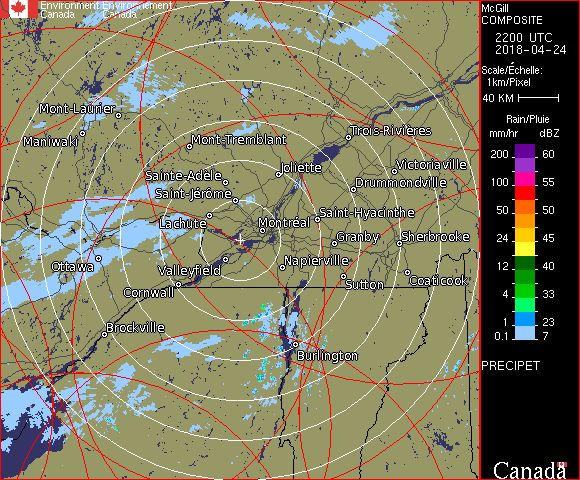 Environment Environnement
Canada Canada
McGill
COMPOSITE
2200 UTC
2018-04-24
Scale/Échelle:
1km/Pixel
40 KM
Rain/Pluie
mm/hr dBZ
200 60
55
100 55
50 50
24 45
12 40
4 33
1 23
0.1 7
PRECIPET
Canada
Mont-Laurier
Maniwaki
Mont-Tremblant
Trois-Rivières
Joliette
Victoriaville
Sainte-Adèle
Drummondville
Saint-Jérôme
Lachute
Saint-Hyacinthe
Montréal
Granby
Sherbrooke
Ottawa
Valleyfield
Napierville
Cornwall
Sutton
Coaticook
Brockville
Burlington